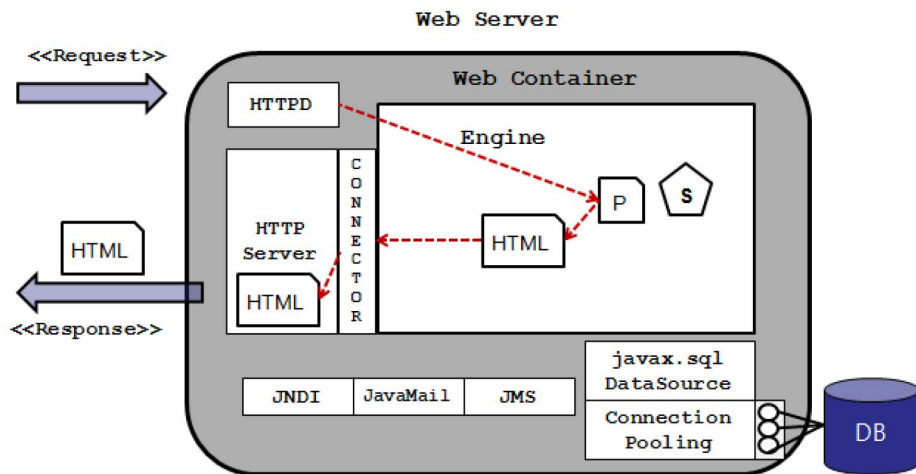 Web Server
<<Request>>
Web Container
HTTPD
Engine
CONNECTOR
P
S
HTTP
Server
HTML
HTML
HTML
<<Response>>
javax.sql
DataSource
JNDI
JavaMail
JMS
Connection
Pooling
DB